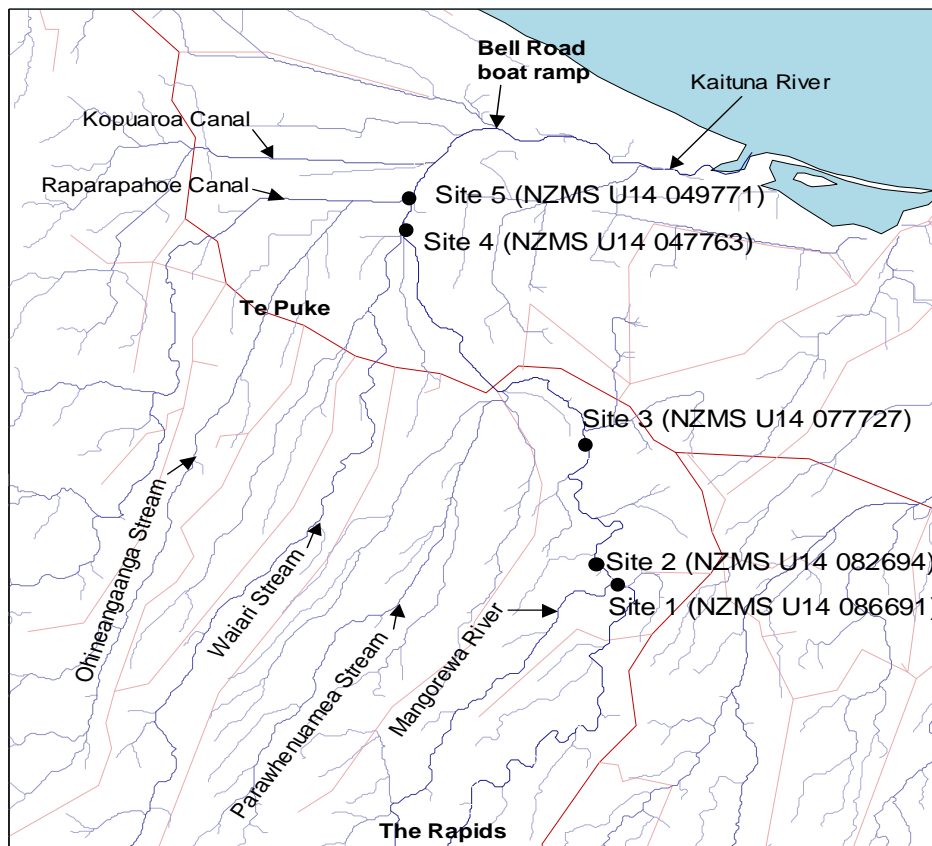 Bell Road
boat ramp
Kaituna River
Kopuaroa Canal
Raparapahoe Canal
Site 5 (NZMS U14 049771)
Site 4 (NZMS U14 047763)
Te Puke
Site 3 (NZMS U14 077727)
Ohineangaanga Stream
Waiari Stream
Parawhenuamea Stream
Mangorewa River
Site 2 (NZMS U14 082694)
Site 1 (NZMS U14 086691)
The Rapids